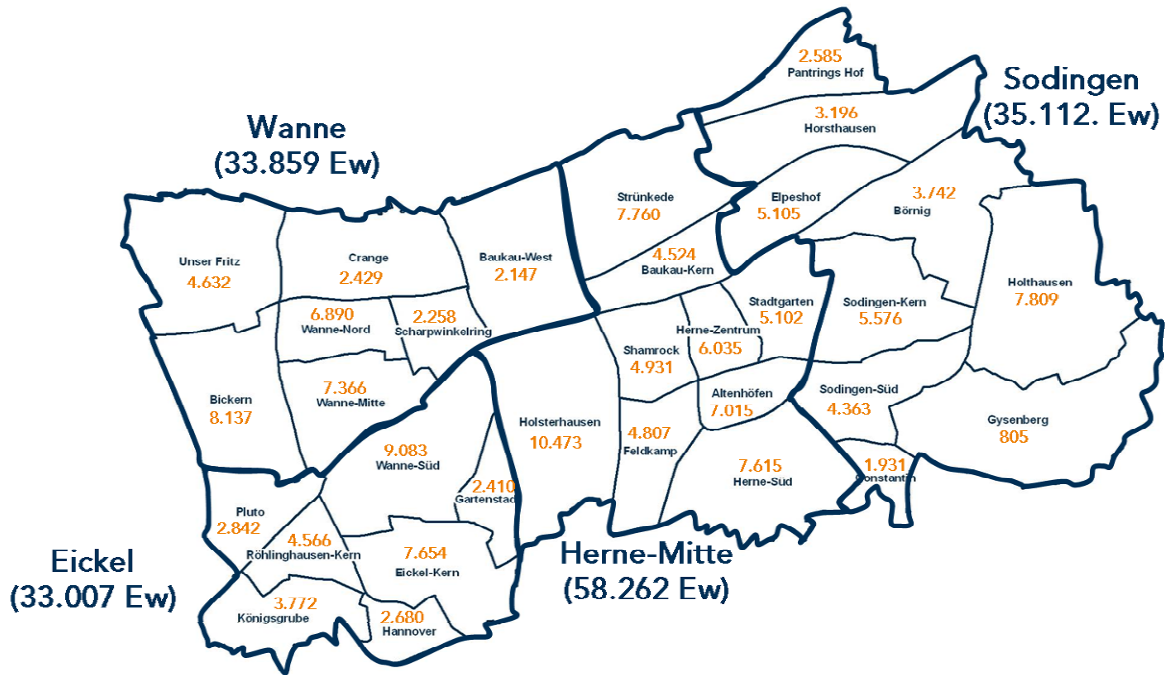 2.585
Pantrings Hof
Sodingen
(35.112. Ew)
Wanne
(33.859 Ew)
3.196
Horsthausen
Strünkede
7.760
Elpeshof
5.105
3.742
Börnig
4.524
Baukau-Kern
Unser Fritz
4.632
Crange
2.429
Baukau-West
2.147
Holthausen
7.809
Stadtgarten
5.102
Sodingen-Kern
5.576
6.890
Wanne-Nord
2.258
Scharpwinkelring
Herne-Zentrum
6.035
Shamrock
4.931
Bickern
8.137
7.366
Wanne-Mitte
Altenhöfen
7.015
Sodingen-Süd
4.363
Holsterhausen
10.473
4.807
Feldkamp
Gysenberg
805
9.083
Wanne-Süd
7.615
Herne-Süd
1.931
Constantin
2.410
Gartenstad
Pluto
2.842
4.566
Röhlinghausen-Kern
7.654
Eickel-Kern
Eickel
(33.007 Ew)
Herne-Mitte
(58.262 Ew)
3.772
Königsgrube
2.680
Hannover